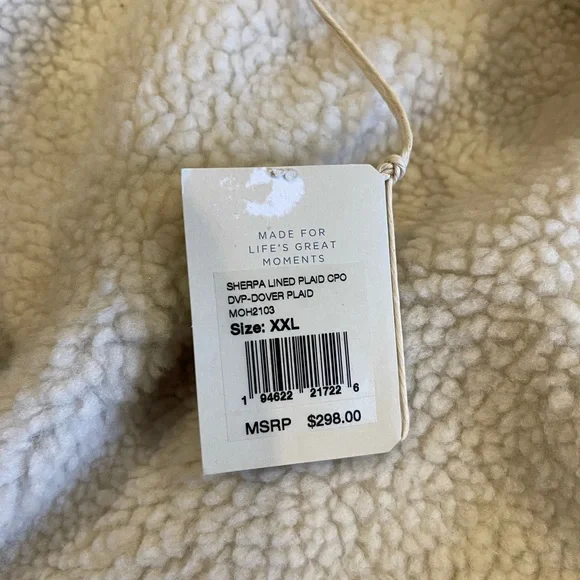 MADE FOR
LIFE'S GREAT
MOMENTS
SHERPA LINED PLAID CPO
DVP-DOVER PLAID
MOH2103
Size: XXL
1 94622 21722 6
MSRP $298.00